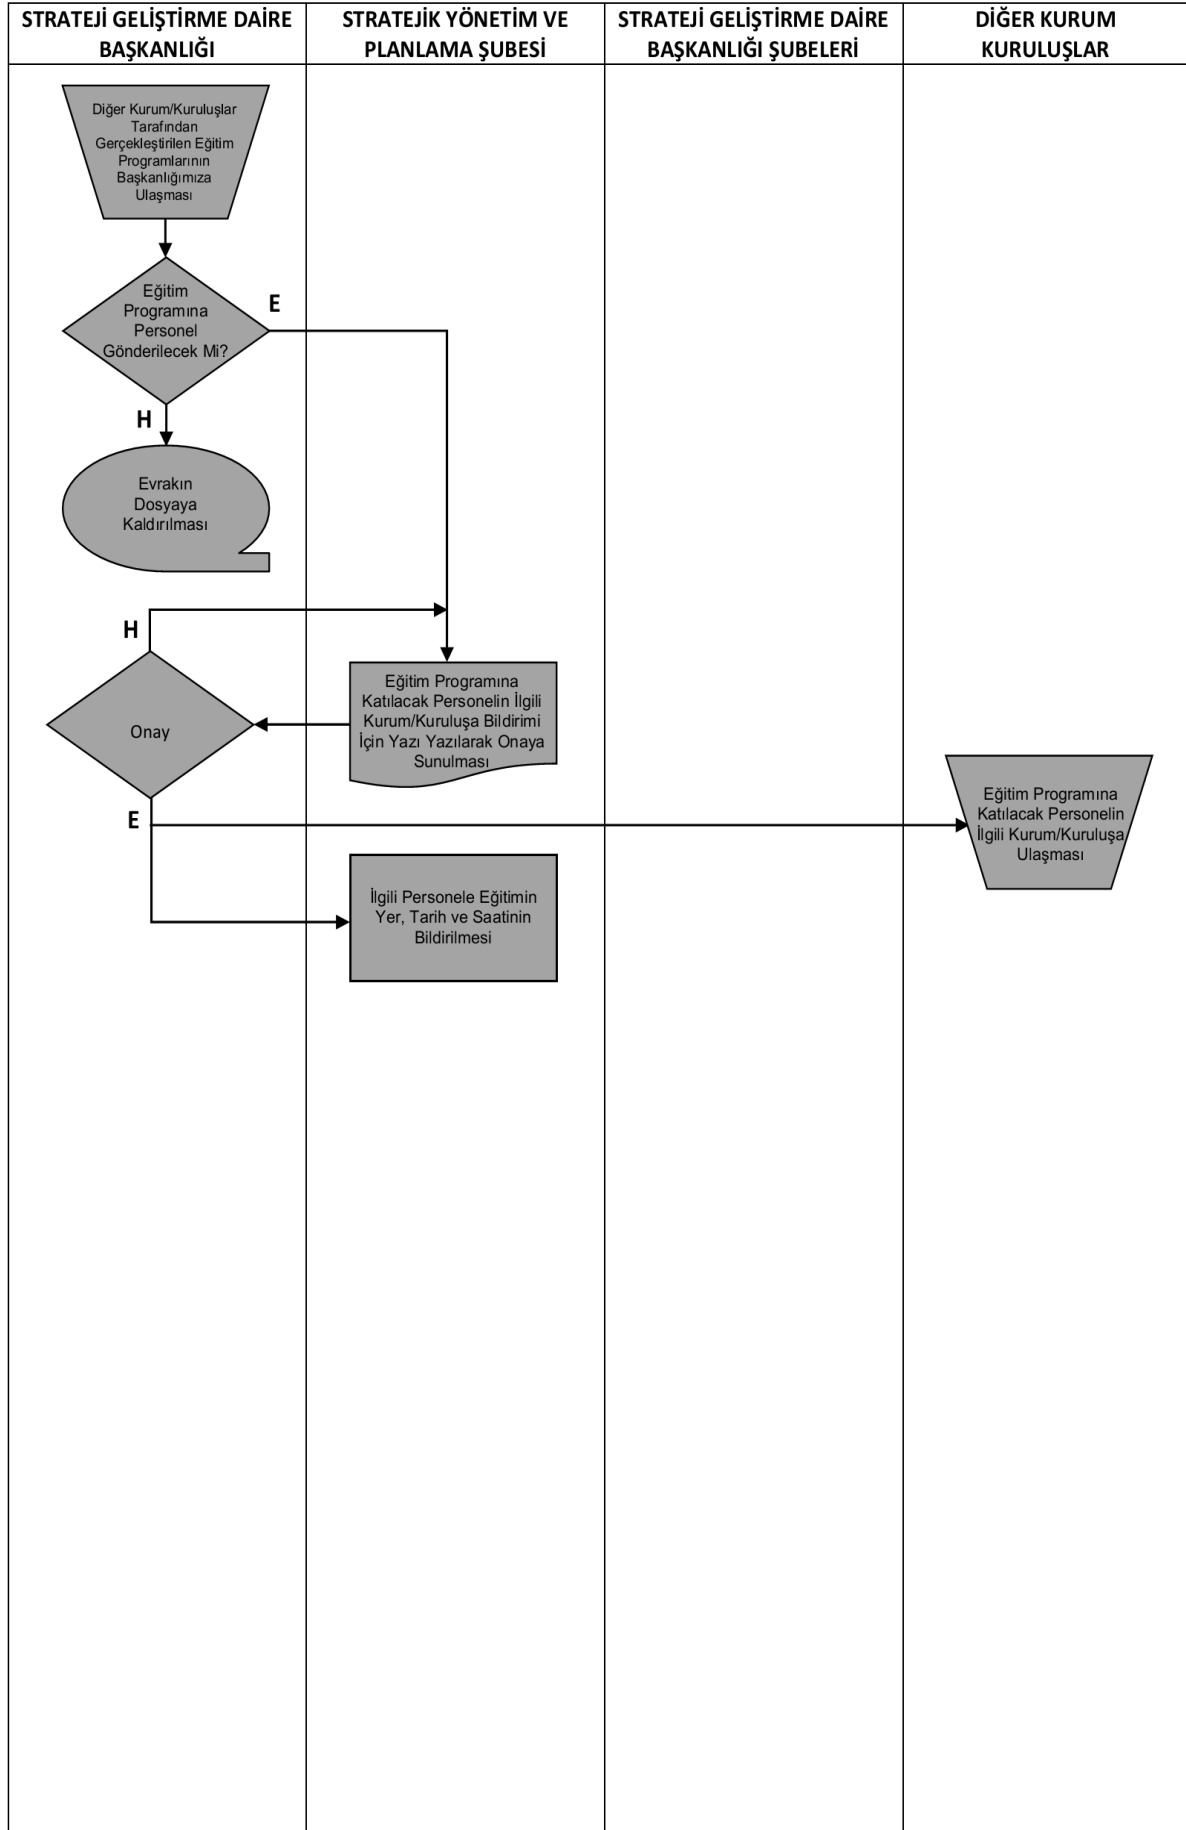 STRATEJİ GELİŞTİRME DAİRE
BAŞKANLIĞI
STRATEJİK YÖNETİM VE
PLANLAMA ŞUBESİ
STRATEJİ GELİŞTİRME DAİRE
BAŞKANLIĞI ŞUBELERİ
DİĞER KURUM
KURULUŞLAR
Diğer Kurum/Kuruluşlar
Tarafından
Gerçekleştirilen Eğitim
Programlarının
Başkanlığımıza
Ulaşması
Eğitim
Programına
Personel
Gönderilecek Mi?
E
H
Evrakın
Dosyaya
Kaldırılması
H
Onay
Eğitim Programına
Katılacak Personelin İlgili
Kurum/Kuruluşa Bildirimi
İçin Yazı Yazılarak Onaya
Sunulması
E
Eğitim Programına
Katılacak Personelin
İlgili Kurum/Kuruluşa
Ulaşması
İlgili Personele Eğitimin
Yer, Tarih ve Saatinin
Bildirilmesi